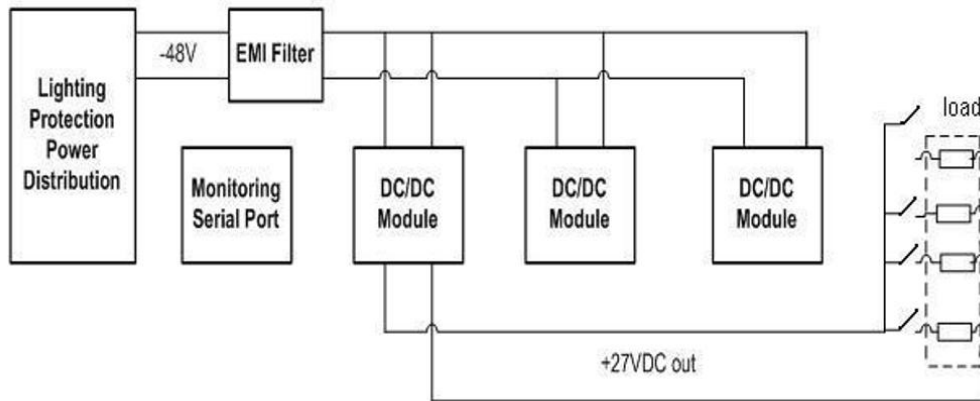 Lighting
Protection
Power
Distribution
-48V
EMI Filter
Monitoring
Serial Port
DC/DC
Module
DC/DC
Module
DC/DC
Module
load
+27VDC out